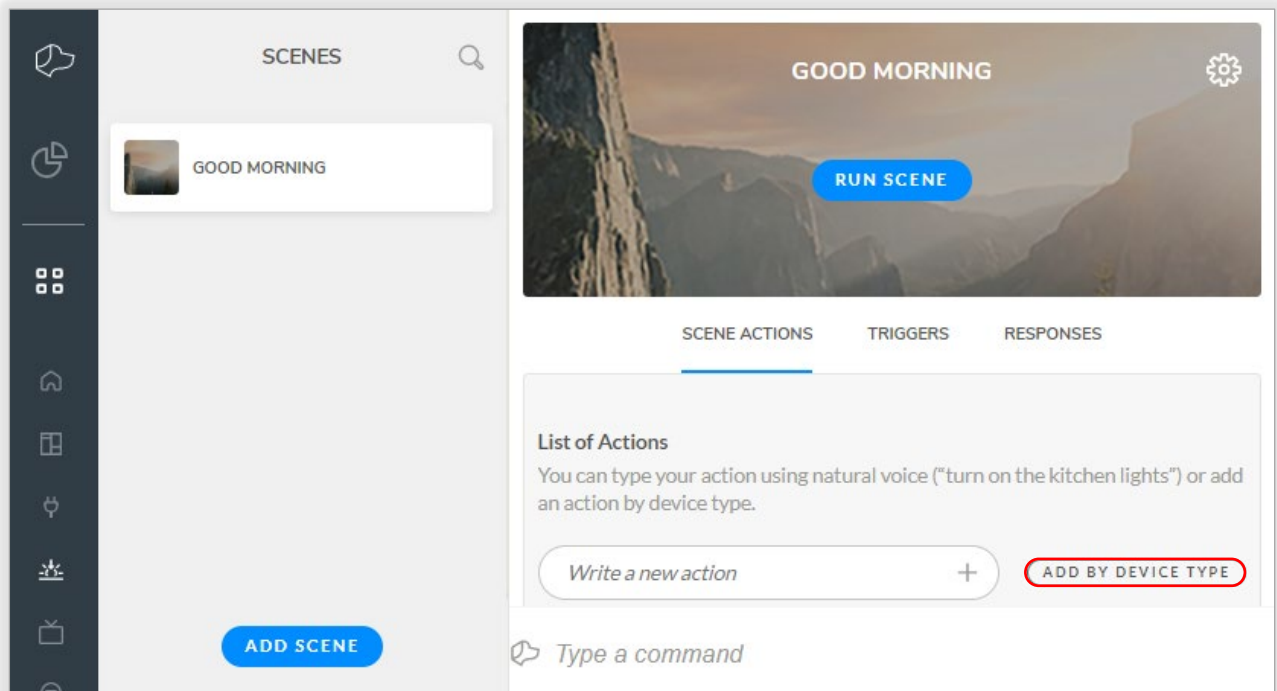 SCENES
GOOD MORNING
ADD SCENE
GOOD MORNING
RUN SCENE
SCENE ACTIONS
TRIGGERS
RESPONSES
List of Actions
You can type your action using natural voice (“turn on the kitchen lights”) or add
an action by device type.
Write a new action
ADD BY DEVICE TYPE
Type a command